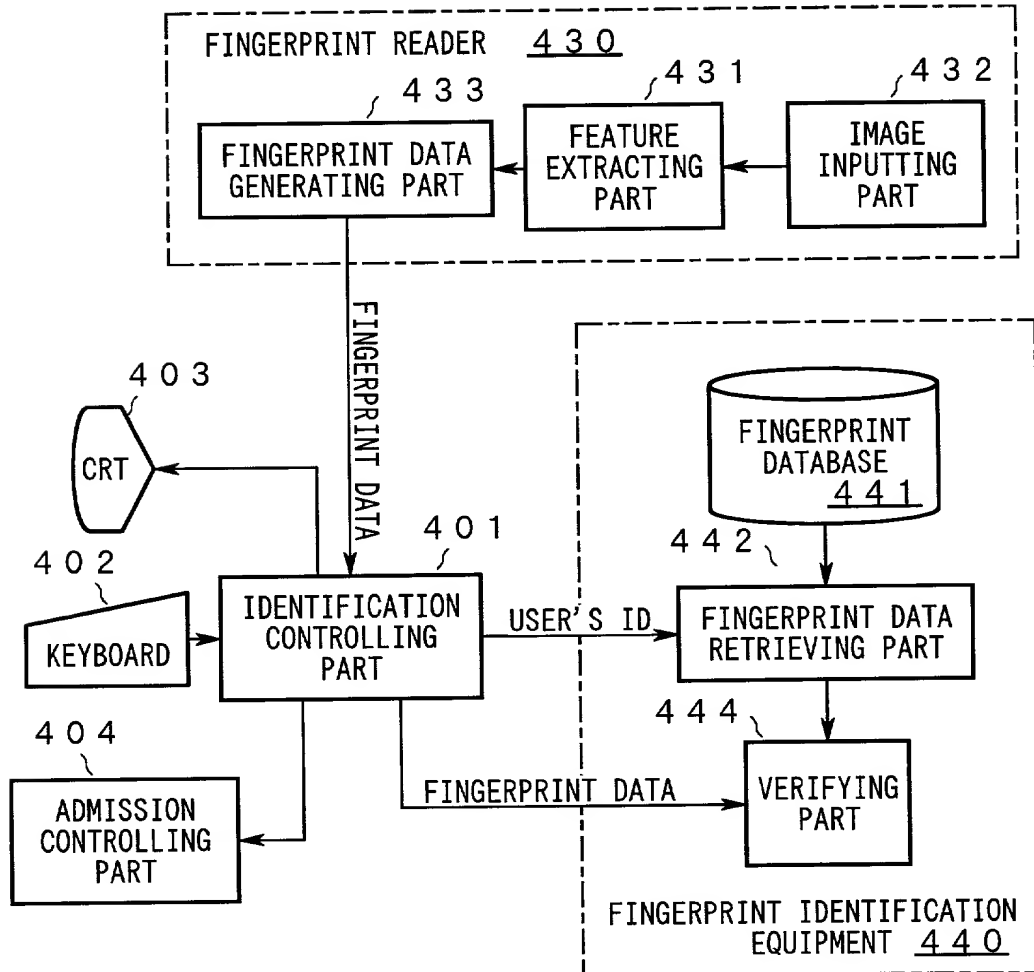 FINGERPRINT READER 430
433
431
432
FINGERPRINT DATA
GENERATING PART
FEATURE
EXTRACTING
PART
IMAGE
INPUTTING
PART
FINGERPRINT DATA
403
CRT
402
KEYBOARD
401
IDENTIFICATION
CONTROLLING
PART
404
ADMISSION
CONTROLLING
PART
USER'S ID
FINGERPRINT DATA
FINGERPRINT
DATABASE
441
442
FINGERPRINT DATA
RETRIEVING PART
444
VERIFYING
PART
FINGERPRINT IDENTIFICATION
EQUIPMENT 440